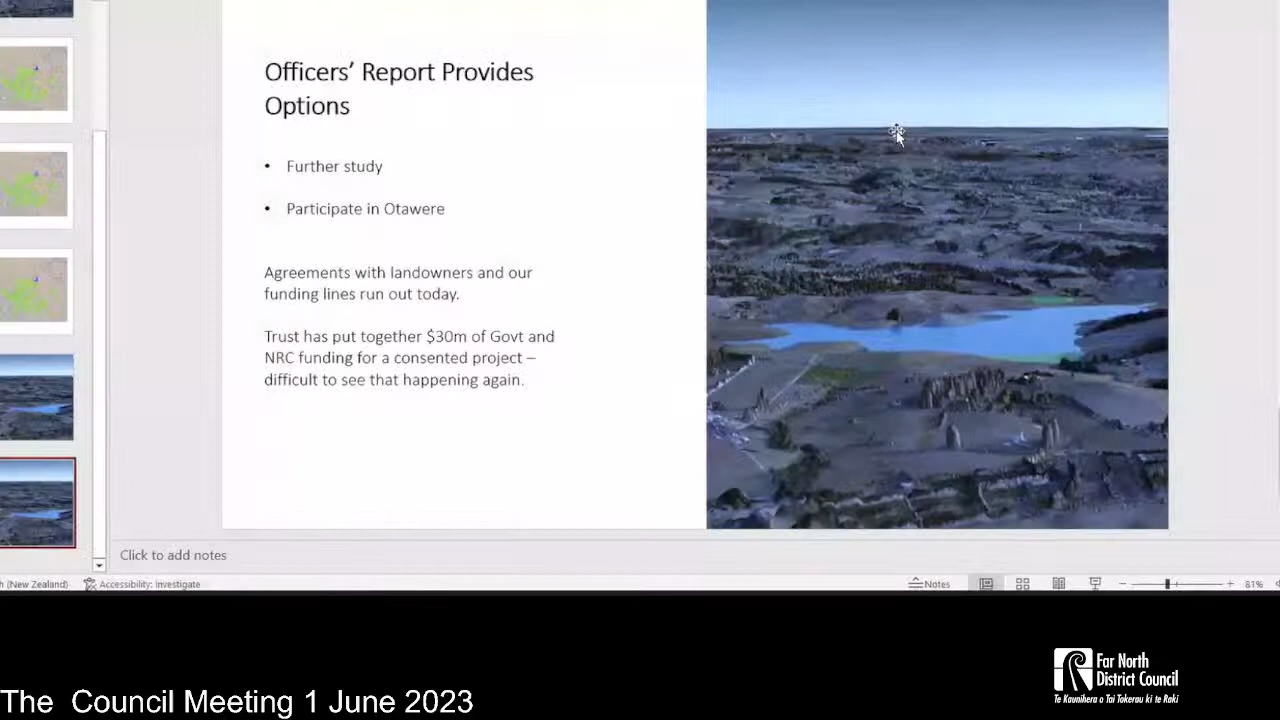 Officers' Report Provides
Options
• Further study
• Participate in Otawere
Agreements with landowners and our
funding lines run out today.
Trust has put together $30m of Govt and
NRC funding for a consented project –
difficult to see that happening again.
Click to add notes
(New Zealand)
Accessibility: Investigate
Notes
81%
Far North
District Council
Te Kaunihera o Tai Tokerau ki te Raki
The Council Meeting 1 June 2023